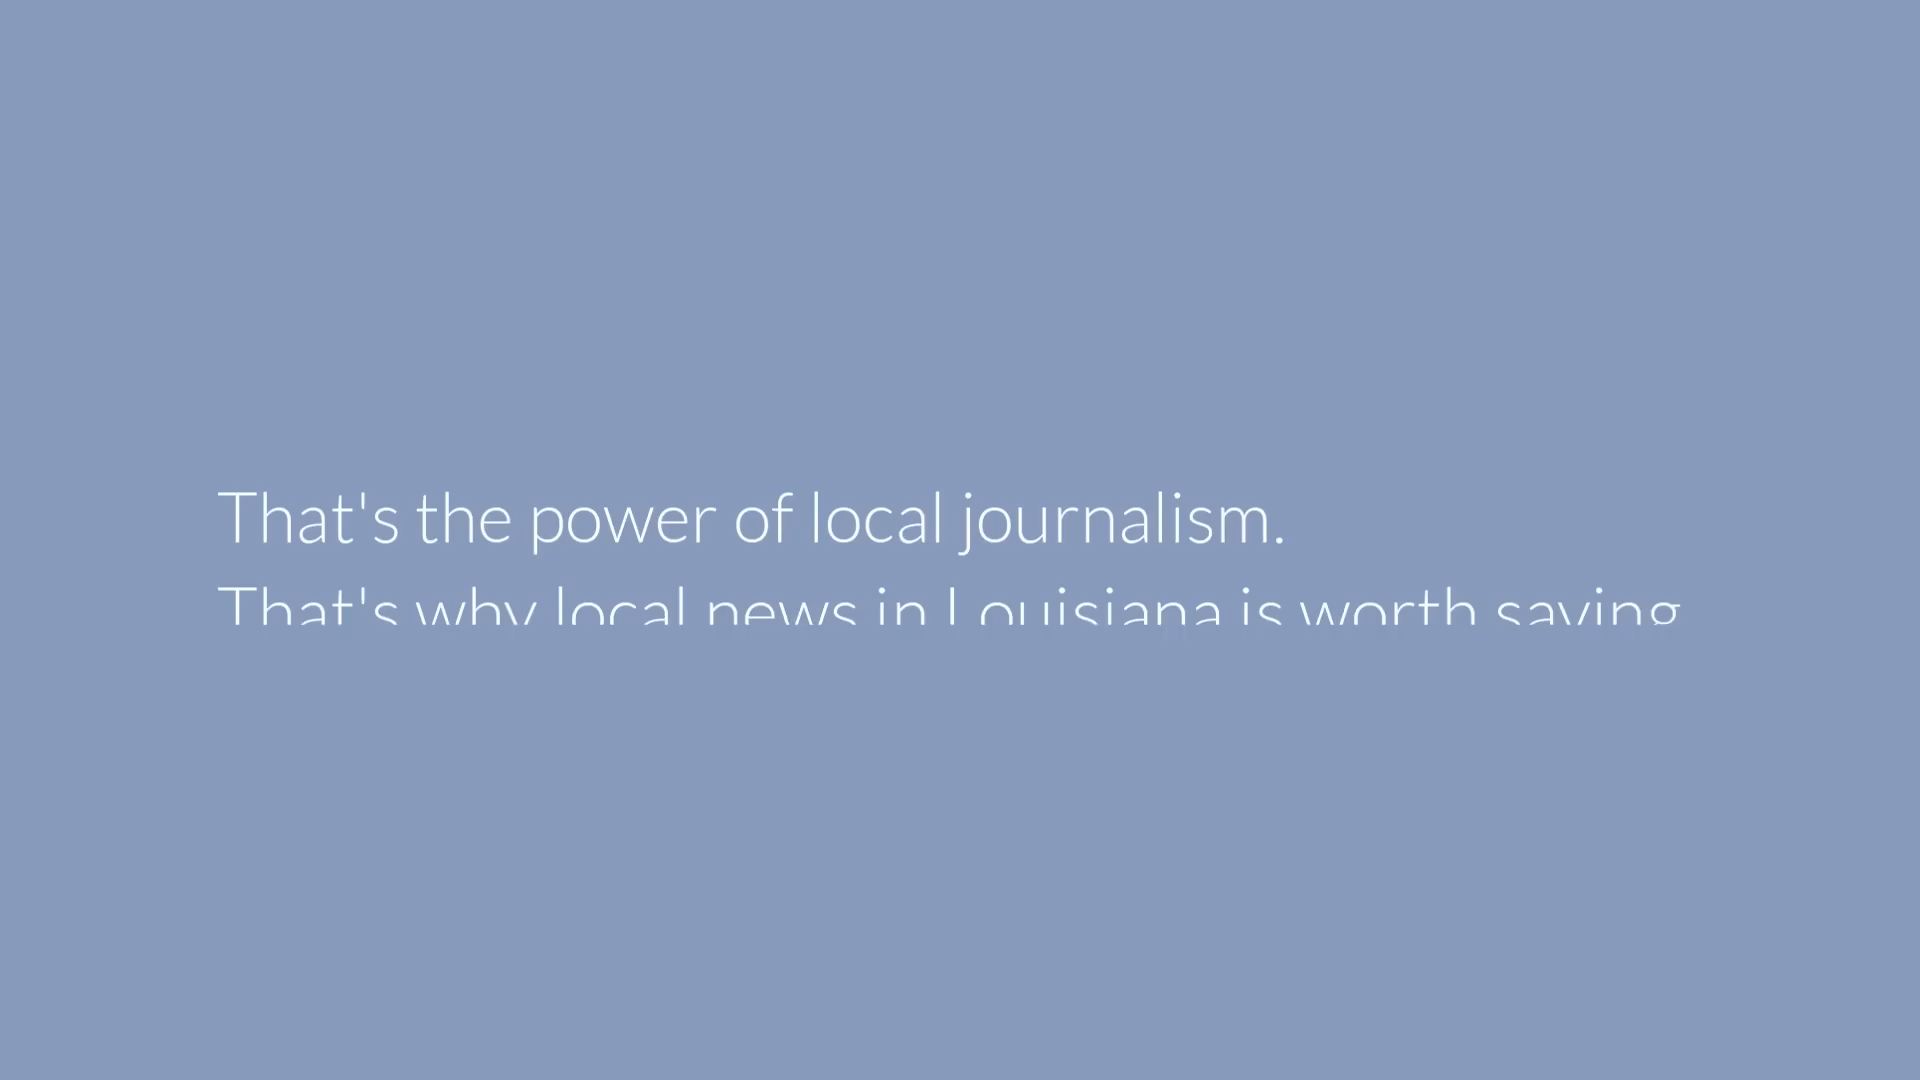 That's the power of local journalism.
That's why local news in Louisiana is worth saving